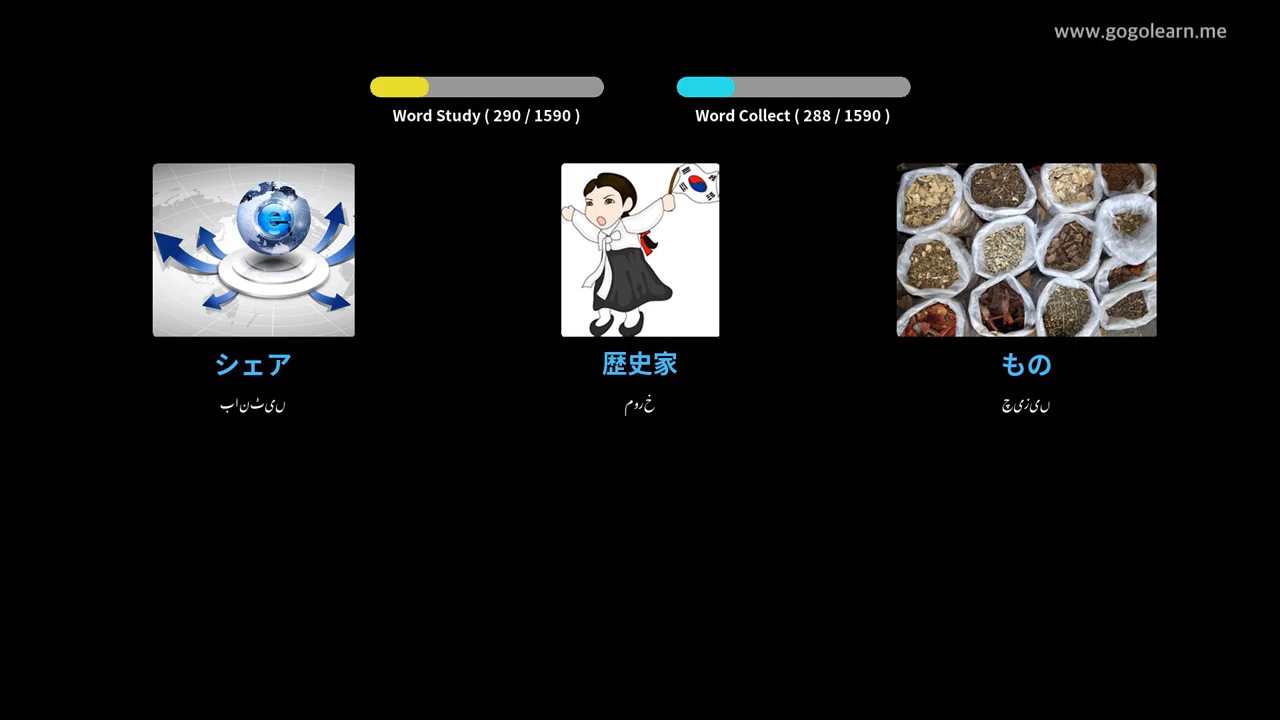 www.gogolearn.me
Word Study ( 290 / 1590 )
Word Collect ( 288 / 1590 )
シェア
歴史家
もの
بانٹیں
مورخ
چیزیں